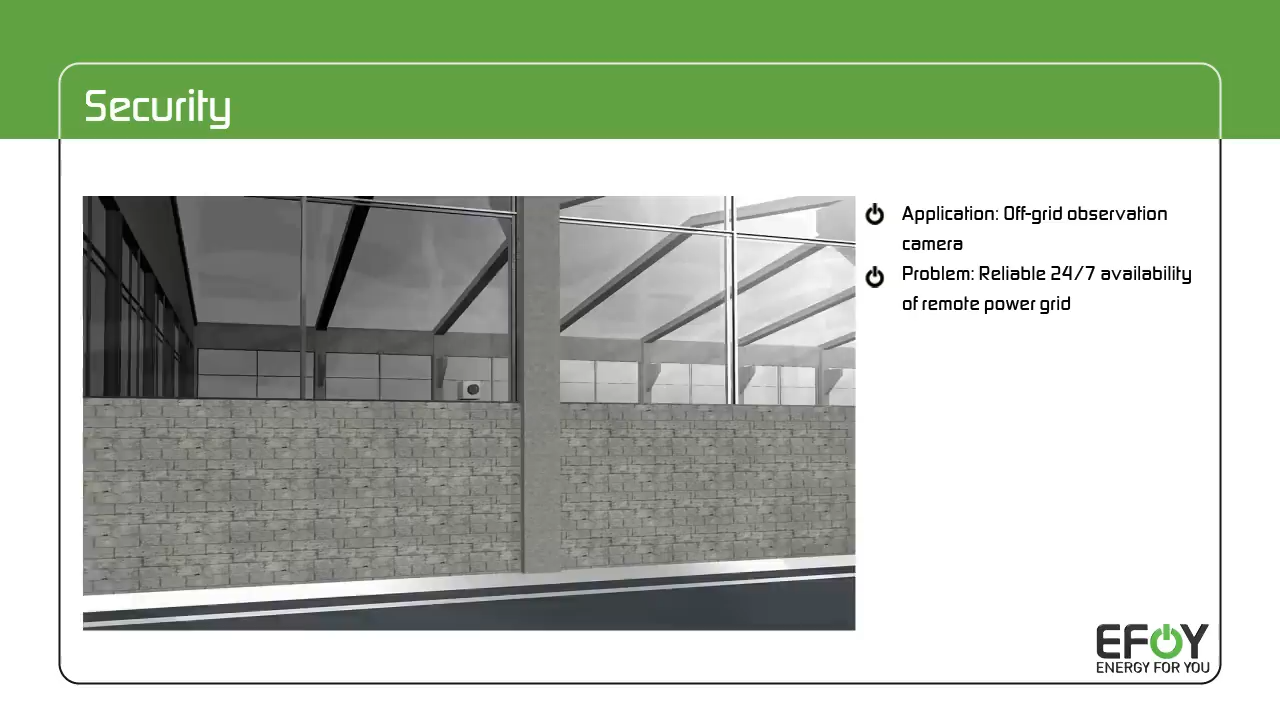 Security
Application: Off-grid observation
camera
Problem: Reliable 24/7 availability
of remote power grid
EFOY
ENERGY FOR YOU